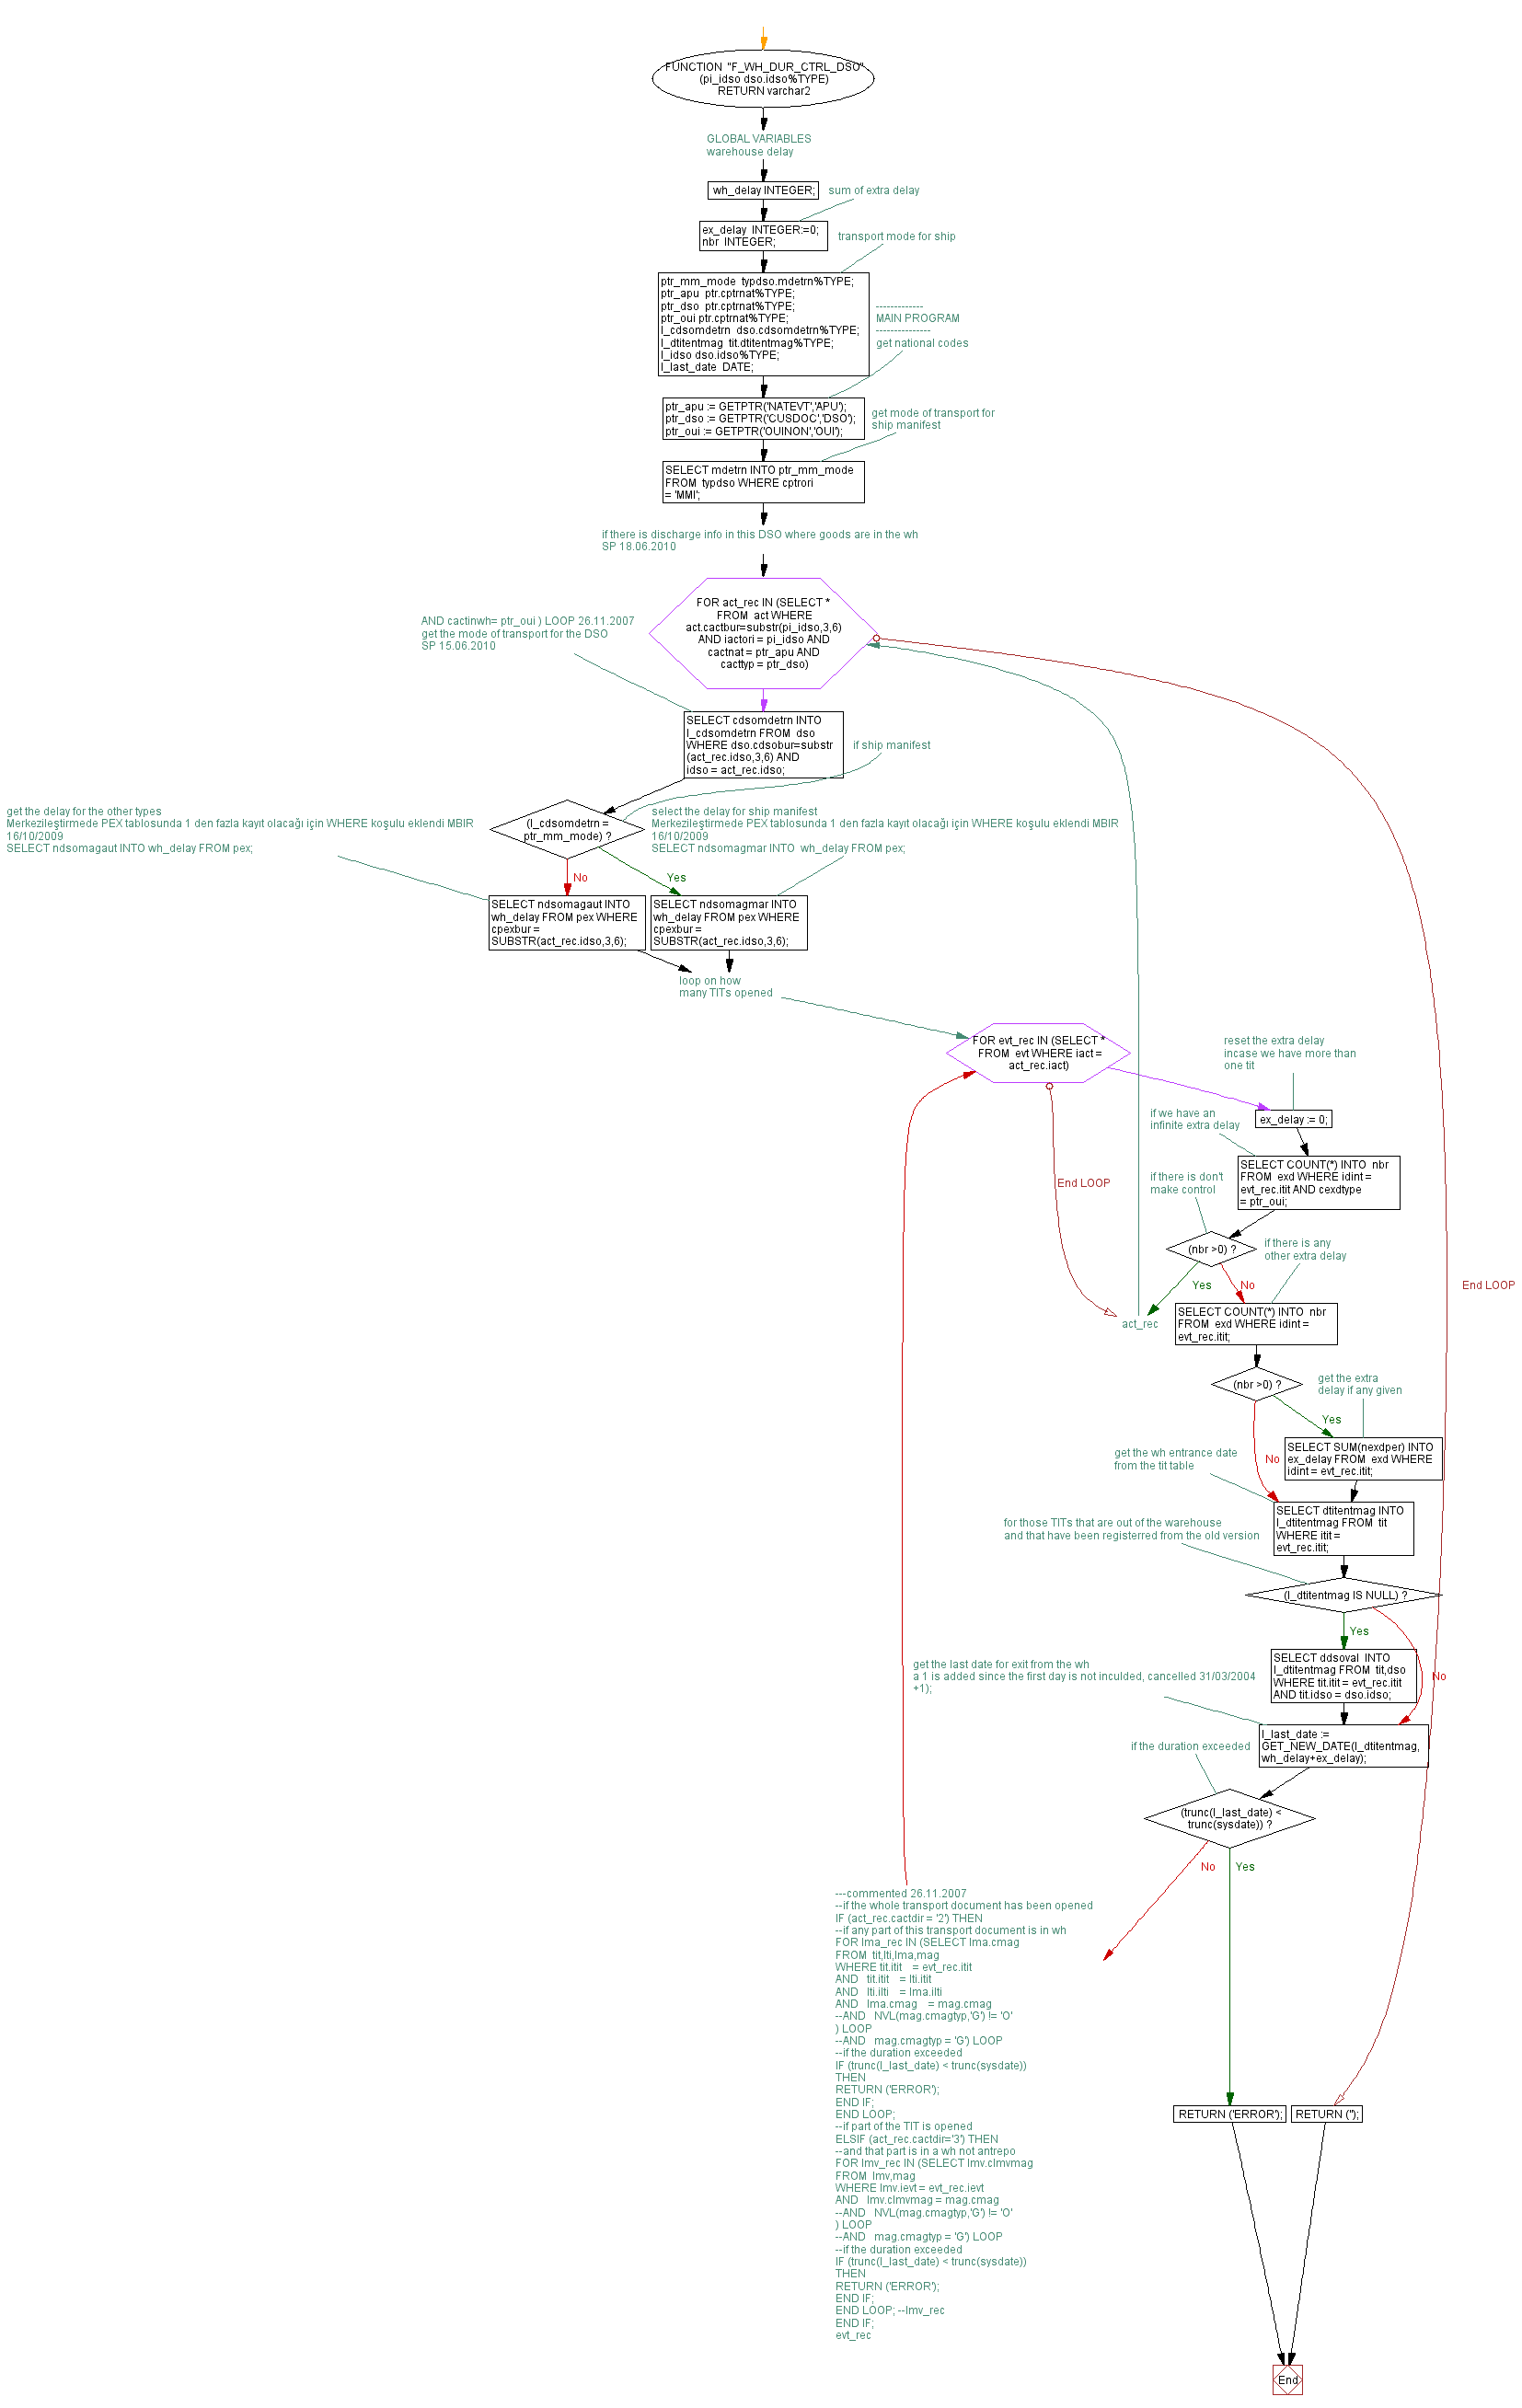 FUNCTION "F_WH_DUR_CTRL_DSO"
(pi_idso dso.idso%TYPE)
RETURN varchar2
GLOBAL VARIABLES
warehouse delay
wh_delay INTEGER;
sum of extra delay
ex_delay INTEGER:=0;
nbr INTEGER;
transport mode for ship
ptr_mm_mode typdso.mdetrn%TYPE;
ptr_apu ptr.cptrnat%TYPE;
ptr_dso ptr.cptrnat%TYPE;
ptr_oui ptr.cptrnat%TYPE;
l_cdsomdetrn dso.cdsomdetrn%TYPE;
l_dtitentmag tit.dtitentmag%TYPE;
l_idso dso.idso%TYPE;
l_last_date DATE;
-------------
MAIN PROGRAM
---------------
get national codes
ptr_apu := GETPTR('NATEVT','APU');
ptr_dso := GETPTR('CUSDOC','DSO');
ptr_oui := GETPTR('OUINON','OUI');
get mode of transport for
ship manifest
SELECT mdetrn INTO ptr_mm_mode
FROM typdso WHERE cptrori
= 'MMI';
if there is discharge info in this DSO where goods are in the wh
SP 18.06.2010
FOR act_rec IN (SELECT *
FROM act WHERE
act.cactbur=substr(pi_idso,3,6)
AND iactori = pi_idso AND
cactnat = ptr_apu AND
cacttyp = ptr_dso)
AND cactinwh= ptr_oui ) LOOP 26.11.2007
get the mode of transport for the DSO
SP 15.06.2010
SELECT cdsomdetrn INTO
l_cdsomdetrn FROM dso
WHERE dso.cdsobur=substr
(act_rec.idso,3,6) AND
idso = act_rec.idso;
if ship manifest
(l_cdsomdetrn =
ptr_mm_mode) ?
get the delay for the other types
Merkezileştirmede PEX tablosunda 1 den fazla kayıt olacağı için WHERE koşulu eklendi MBIR
16/10/2009
SELECT ndsomagaut INTO wh_delay FROM pex;
select the delay for ship manifest
Merkezileştirmede PEX tablosunda 1 den fazla kayıt olacağı için WHERE koşulu eklendi MBIR
16/10/2009
SELECT ndsomagmar INTO wh_delay FROM pex;
No
Yes
SELECT ndsomagaut INTO
wh_delay FROM pex WHERE
cpexbur =
SUBSTR(act_rec.idso,3,6);
SELECT ndsomagmar INTO
wh_delay FROM pex WHERE
cpexbur =
SUBSTR(act_rec.idso,3,6);
loop on how
many TITs opened
FOR evt_rec IN (SELECT *
FROM evt WHERE iact =
act_rec.iact)
reset the extra delay
incase we have more than
one tit
ex_delay := 0;
if we have an
infinite extra delay
SELECT COUNT(*) INTO nbr
FROM exd WHERE idint =
evt_rec.itit AND cexdtype
= ptr_oui;
if there is don't
make control
End LOOP
(nbr >0) ?
if there is any
other extra delay
Yes
No
End LOOP
act_rec
SELECT COUNT(*) INTO nbr
FROM exd WHERE idint =
evt_rec.itit;
(nbr >0) ?
get the extra
delay if any given
Yes
No
SELECT SUM(nexdper) INTO
ex_delay FROM exd WHERE
idint = evt_rec.itit;
get the wh entrance date
from the tit table
SELECT dtitentmag INTO
l_dtitentmag FROM tit
WHERE itit =
evt_rec.itit;
for those TITs that are out of the warehouse
and that have been registerred from the old version
(l_dtitentmag IS NULL) ?
Yes
No
SELECT ddsoval INTO
l_dtitentmag FROM tit,dso
WHERE tit.itit = evt_rec.itit
AND tit.idso = dso.idso;
get the last date for exit from the wh
a 1 is added since the first day is not inculded, cancelled 31/03/2004
+1);
l_last_date :=
GET_NEW_DATE(l_dtitentmag,
wh_delay+ex_delay);
if the duration exceeded
(trunc(l_last_date) <
trunc(sysdate)) ?
No
Yes
---commented 26.11.2007
--if the whole transport document has been opened
IF (act_rec.cactdir = '2') THEN
--if any part of this transport document is in wh
FOR lma_rec IN (SELECT lma.cmag
FROM tit,lti,lma,mag
WHERE tit.itit = evt_rec.itit
AND tit.itit = lti.itit
AND lti.ilti = lma.ilti
AND lma.cmag = mag.cmag
--AND NVL(mag.cmagtyp,'G') != 'O'
) LOOP
--AND mag.cmagtyp = 'G') LOOP
--if the duration exceeded
IF (trunc(l_last_date) < trunc(sysdate))
THEN
RETURN ('ERROR');
END IF;
END LOOP;
--if part of the TIT is opened
ELSIF (act_rec.cactdir='3') THEN
--and that part is in a wh not antrepo
FOR lmv_rec IN (SELECT lmv.clmvmag
FROM lmv,mag
WHERE lmv.ievt = evt_rec.ievt
AND lmv.clmvmag = mag.cmag
--AND NVL(mag.cmagtyp,'G') != 'O'
) LOOP
--AND mag.cmagtyp = 'G') LOOP
--if the duration exceeded
IF (trunc(l_last_date) < trunc(sysdate))
THEN
RETURN ('ERROR');
END IF;
END LOOP; --lmv_rec
END IF;
evt_rec
RETURN ('ERROR');
RETURN ('');
End